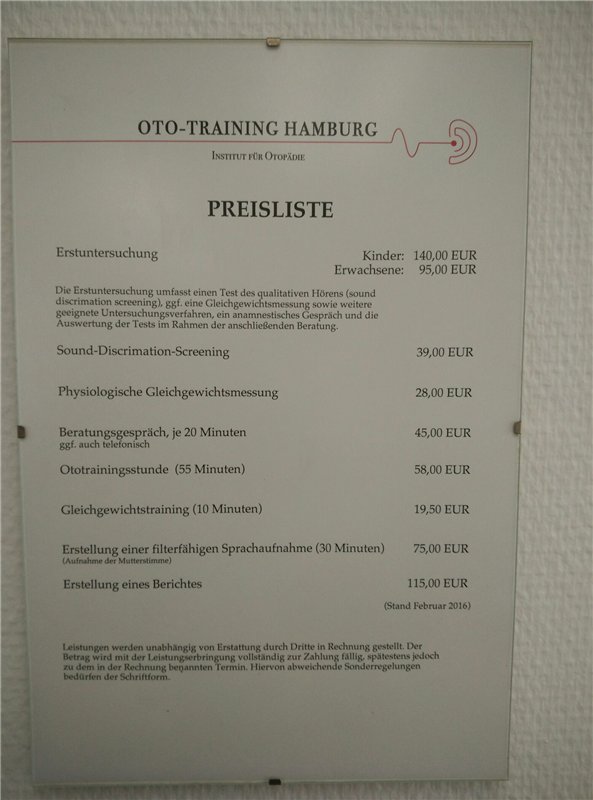 OTO-TRAINING HAMBURG
INSTITUT FÜR OTOPÄDIE
PREISLISTE
Erstuntersuchung Kinder: 140,00 EUR
Erwachsene: 95,00 EUR
Die Erstuntersuchung umfasst einen Test des qualitativen Hörens (sound
discrimation screening), ggf. eine Gleichgewichtsmessung sowie weitere
geeignete Untersuchungsverfahren, ein anamnestisches Gespräch und die
Auswertung der Tests im Rahmen der anschließenden Beratung.
Sound-Discrimation-Screening 39,00 EUR
Physiologische Gleichgewichtsmessung 28,00 EUR
Beratungsgespräch, je 20 Minuten 45,00 EUR
ggf. auch telefonisch
Ototrainingsstunde (55 Minuten) 58,00 EUR
Gleichgewichtstraining (10 Minuten) 19,50 EUR
Erstellung einer filterfähigen Sprachaufnahme (30 Minuten) 75,00 EUR
(Aufnahme der Mutterstimme)
Erstellung eines Berichtes 115,00 EUR
(Stand Februar 2016)
Leistungen werden unabhängig von Erstattung durch Dritte in Rechnung gestellt. Der
Betrag wird mit der Leistungserbringung vollständig zur Zahlung fällig, spätestens jedoch
zu dem in der Rechnung benannten Termin. Hiervon abweichende Sonderregelungen
bedürfen der Schriftform.